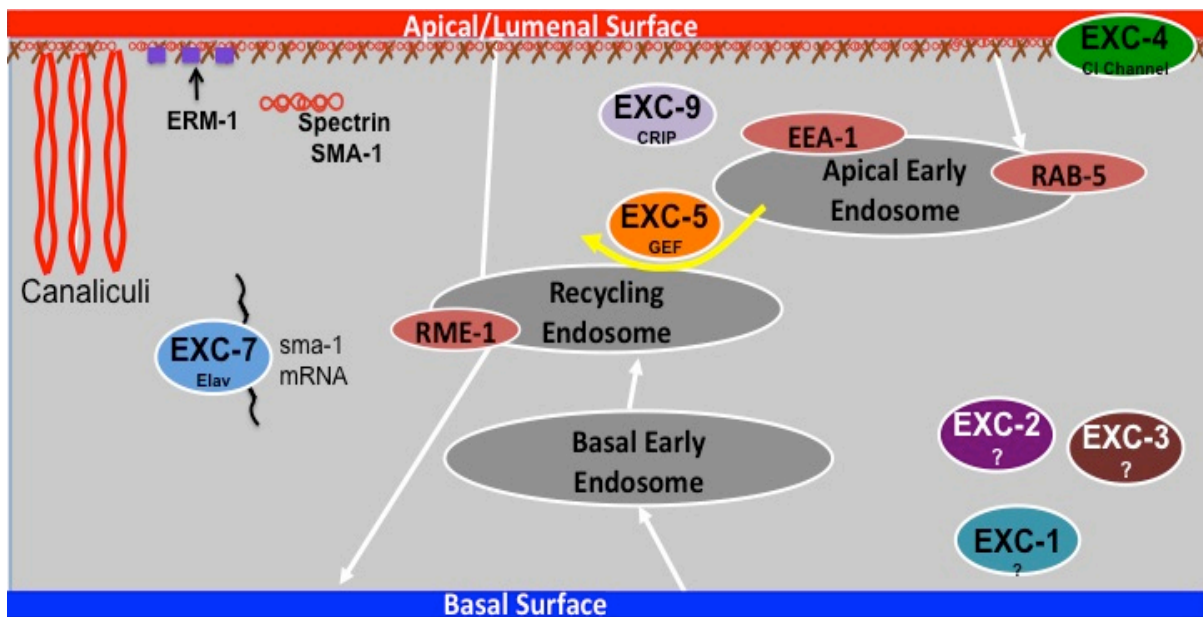 Apical/Lumenal Surface
EXC-4
Cl Channel
ERM-1
Spectrin
SMA-1
EXC-9
CRIP
EEA-1
Apical Early
Endosome
RAB-5
EXC-5
GEF
Canaliculi
Recycling
Endosome
RME-1
EXC-7
Elav
sma-1
mRNA
Basal Early
Endosome
EXC-2
?
EXC-3
?
EXC-1
?
Basal Surface